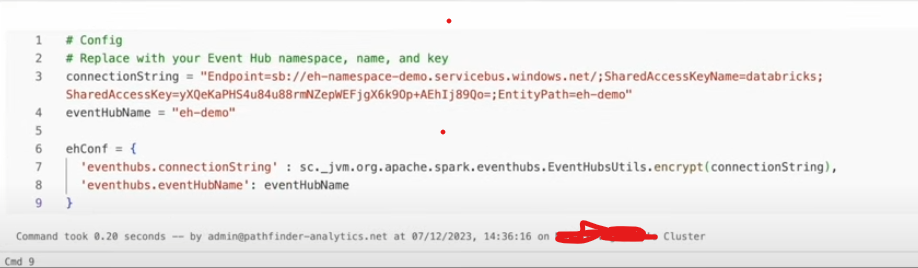 1 # Config
2 # Replace with your Event Hub namespace, name, and key
3 connectionString = "Endpoint=sb://eh-namespace-demo.servicebus.windows.net/;SharedAccessKeyName=databricks;
SharedAccessKey=yXQeKaPHS4u84u88rmNZepWEFjgX6k9Op+AEhIj89Qo=;EntityPath=eh-demo"
4 eventHubName = "eh-demo"
5
6 ehConf = {
7 'eventhubs.connectionString' : sc._jvm.org.apache.spark.eventhubs.EventHubsUtils.encrypt(connectionString),
8 'eventhubs.eventHubName': eventHubName
9 }
Command took 0.20 seconds -- by admin@pathfinder-analytics.net at 07/12/2023, 14:36:16 on Cluster
Cmd 9